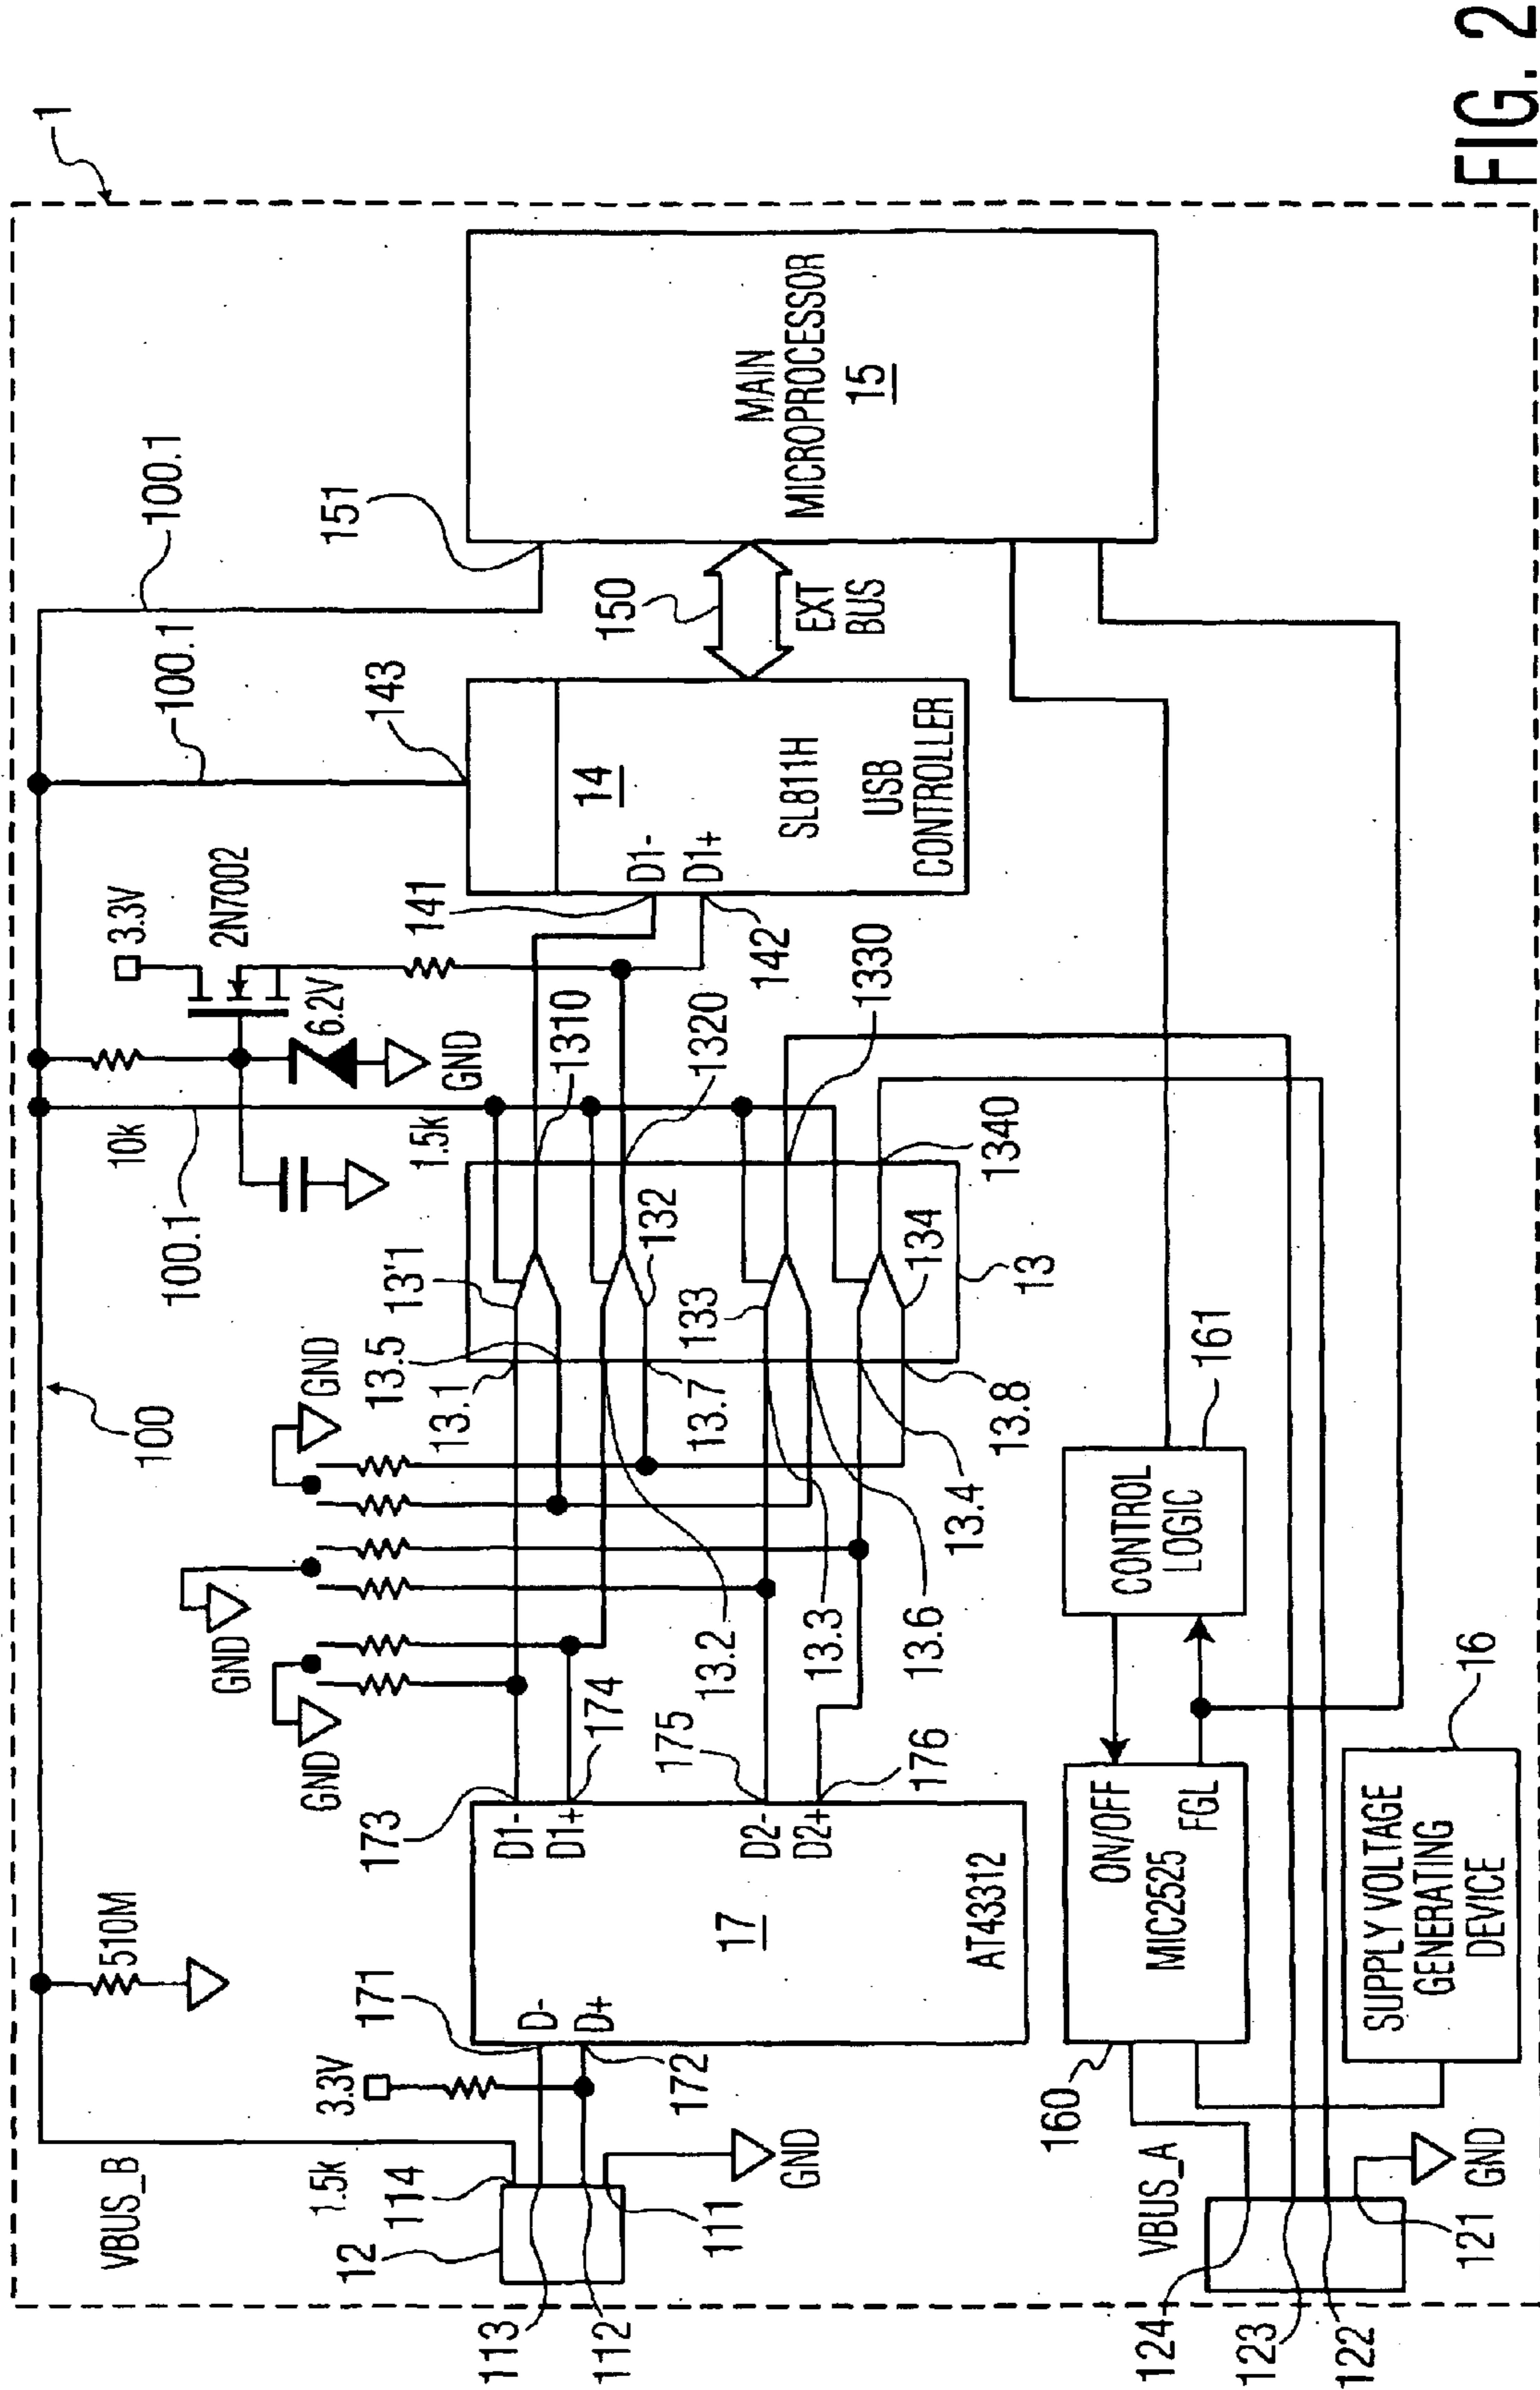 1
100
100.1
100.1
100.1
VBUS_B
510M
10k
3.3V
2N7002
6.2V
GND
1.5k
3.3V
1.5k
114
12
113
112
111
GND
171
172
D-
D+
17
AT43312
D1-
D1+
D2-
D2+
173
174
175
176
GND
GND
GND
13.1
13.5
13.2
13.7
13.3
13.6
13.4
13.8
13'1
132
133
134
13
1310
1320
1330
1340
141
142
143
D1-
D1+
14
SL811H
USB
CONTROLLER
150
EXT
BUS
151
MAIN
MICROPROCESSOR
15
VBUS_A
124
123
122
121
GND
160
ON/OFF
MIC2525
FGL
CONTROL
LOGIC
161
SUPPLY VOLTAGE
GENERATING
DEVICE
16
FIG. 2